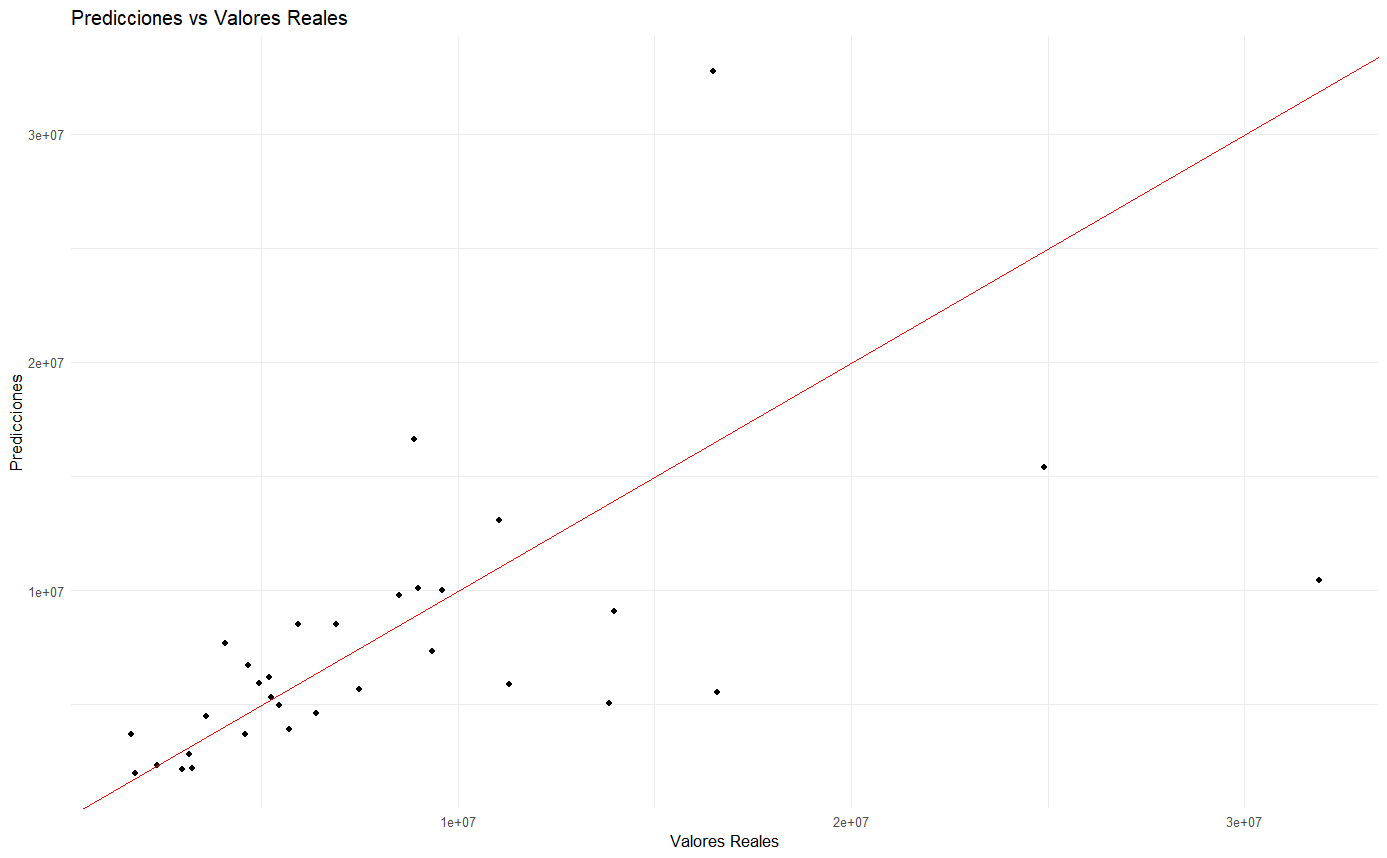 Predicciones vs Valores Reales
3e+07
2e+07
1e+07
Predicciones
1e+07
2e+07
3e+07
Valores Reales